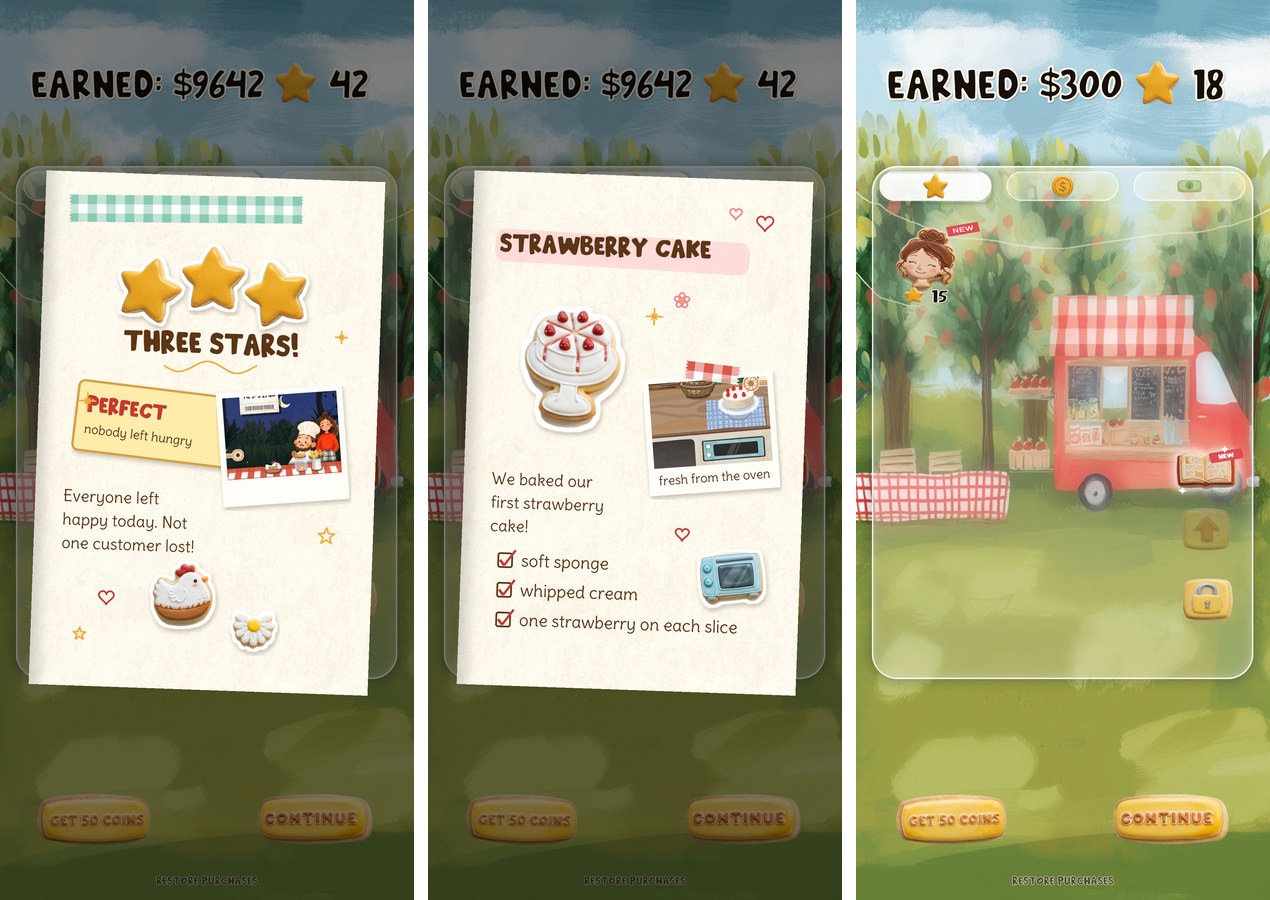 EARNED: $9642 42
THREE STARS!
PERFECT
nobody left hungry
Everyone left
happy today. Not
one customer lost!
GET 50 COINS
CONTINUE
RESTORE PURCHASES
EARNED: $9642 42
STRAWBERRY CAKE
fresh from the oven
We baked our
first strawberry
cake!
soft sponge
whipped cream
one strawberry on each slice
GET 50 COINS
CONTINUE
RESTORE PURCHASES
EARNED: $300 18
NEW
15
NEW
GET 50 COINS
CONTINUE
RESTORE PURCHASES